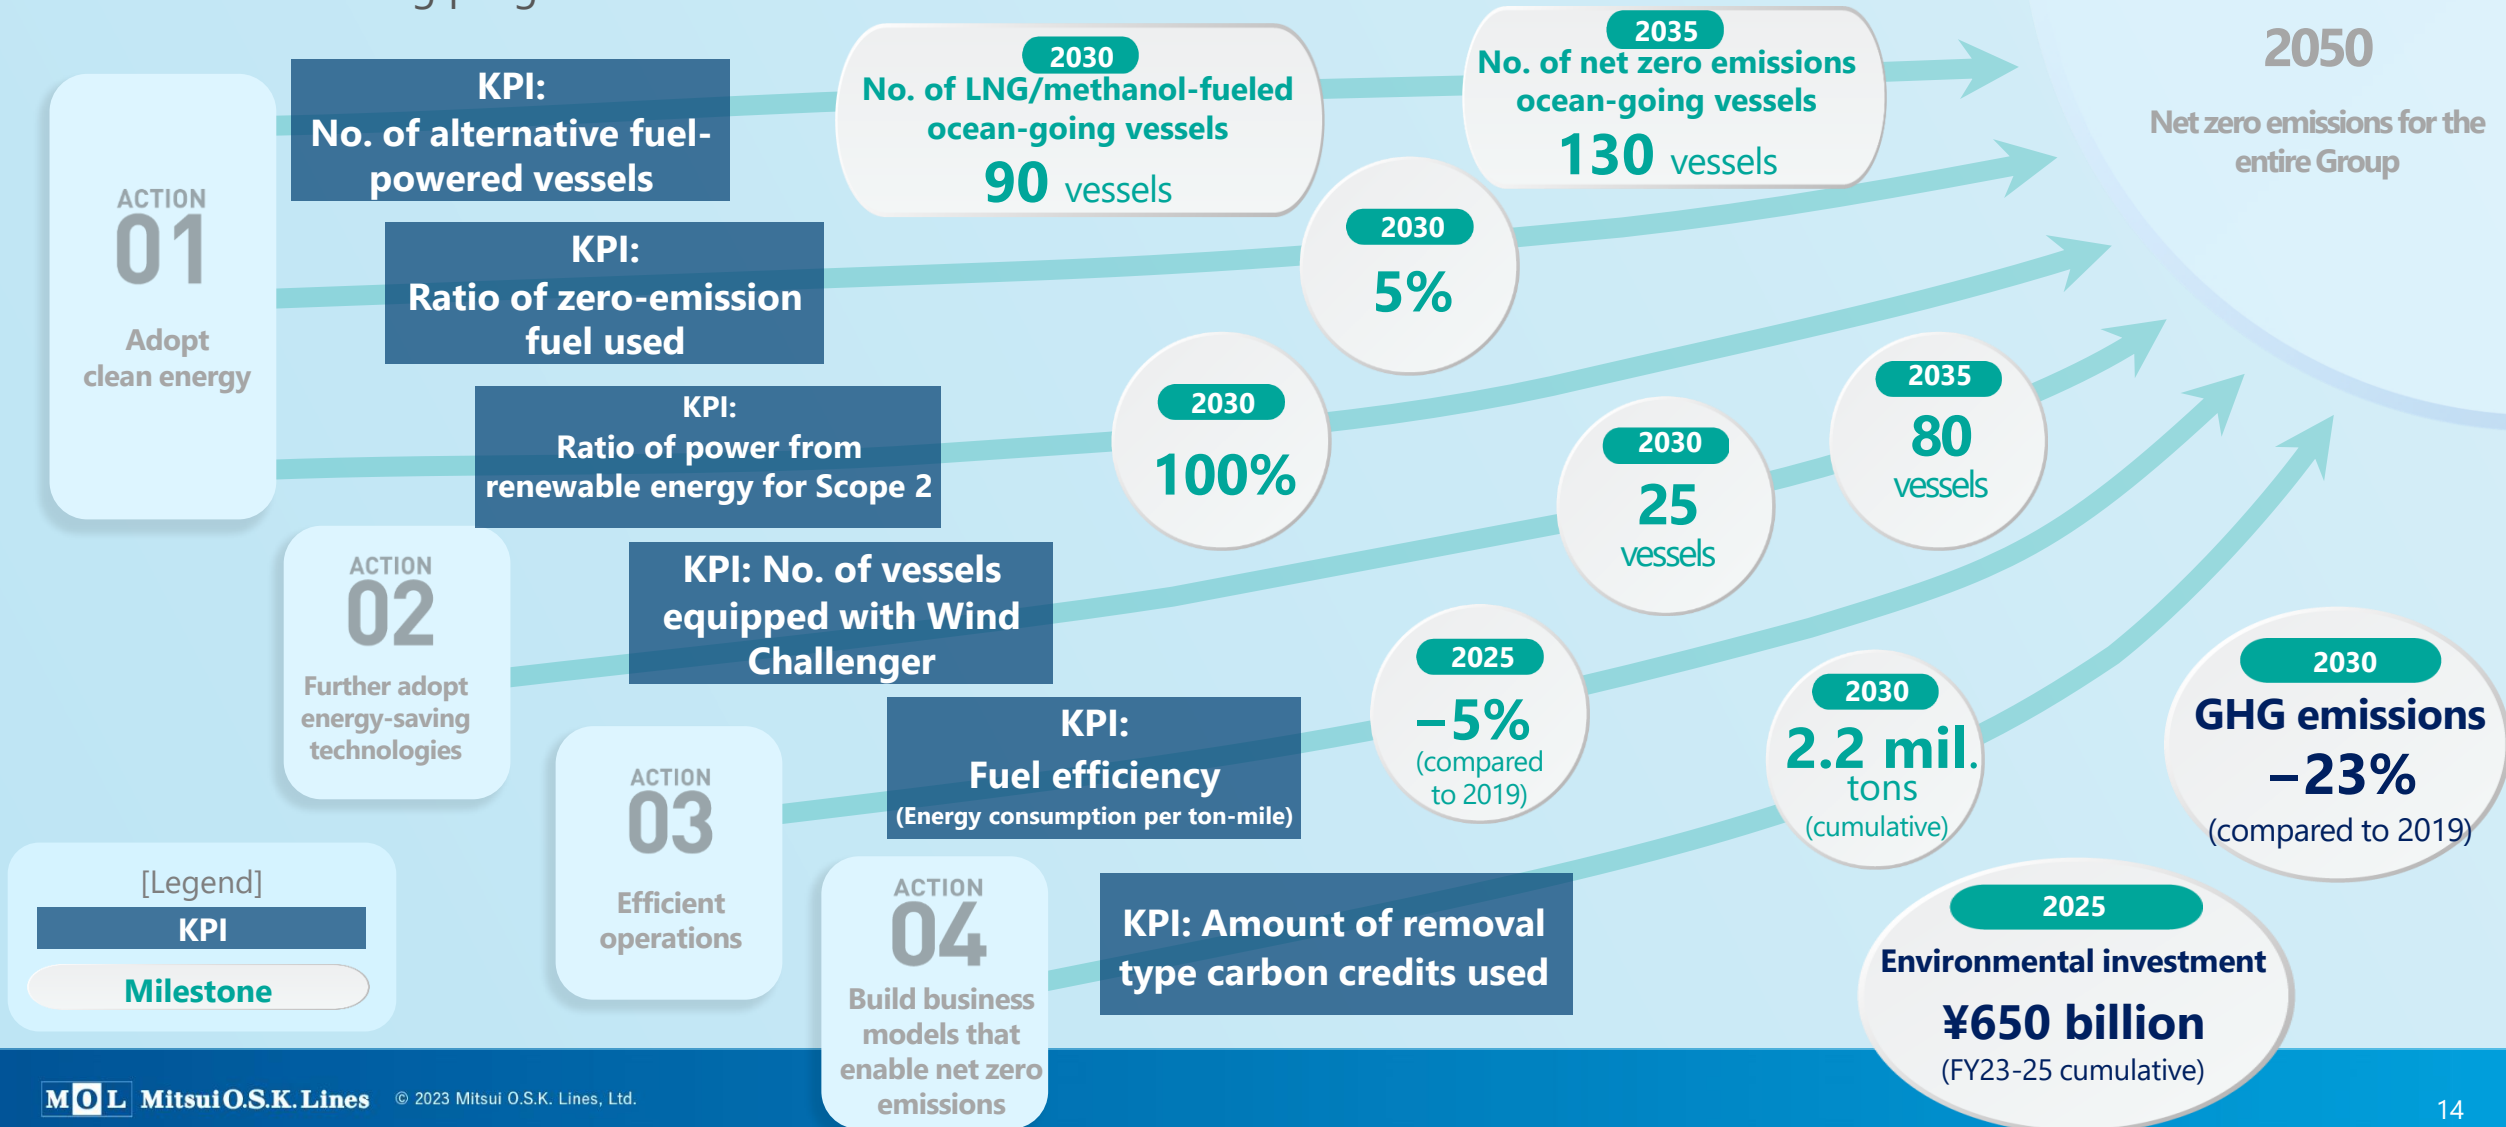 2050
Net zero emissions for the
entire Group
ACTION
01
Adopt
clean energy
KPI:
No. of alternative fuel-
powered vessels
2030
No. of LNG/methanol-fueled
ocean-going vessels
90 vessels
2035
No. of net zero emissions
ocean-going vessels
130 vessels
KPI:
Ratio of zero-emission
fuel used
2030
5%
KPI:
Ratio of power from
renewable energy for Scope 2
2030
100%
ACTION
02
Further adopt
energy-saving
technologies
KPI: No. of vessels
equipped with Wind
Challenger
2030
25
vessels
2035
80
vessels
ACTION
03
Efficient
operations
KPI:
Fuel efficiency
(Energy consumption per ton-mile)
2025
–5%
(compared
to 2019)
ACTION
04
Build business
models that
enable net zero
emissions
KPI: Amount of removal
type carbon credits used
2030
2.2 mil.
tons
(cumulative)
2030
GHG emissions
–23%
(compared to 2019)
2025
Environmental investment
¥650 billion
(FY23-25 cumulative)
[Legend]
KPI
Milestone
MOL Mitsui O.S.K. Lines © 2023 Mitsui O.S.K. Lines, Ltd.
14